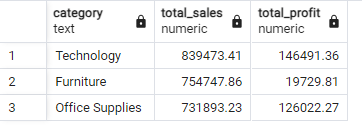 category total_sales total_profit
text numeric numeric
1 Technology 839473.41 146491.36
2 Furniture 754747.86 19729.81
3 Office Supplies 731893.23 126022.27